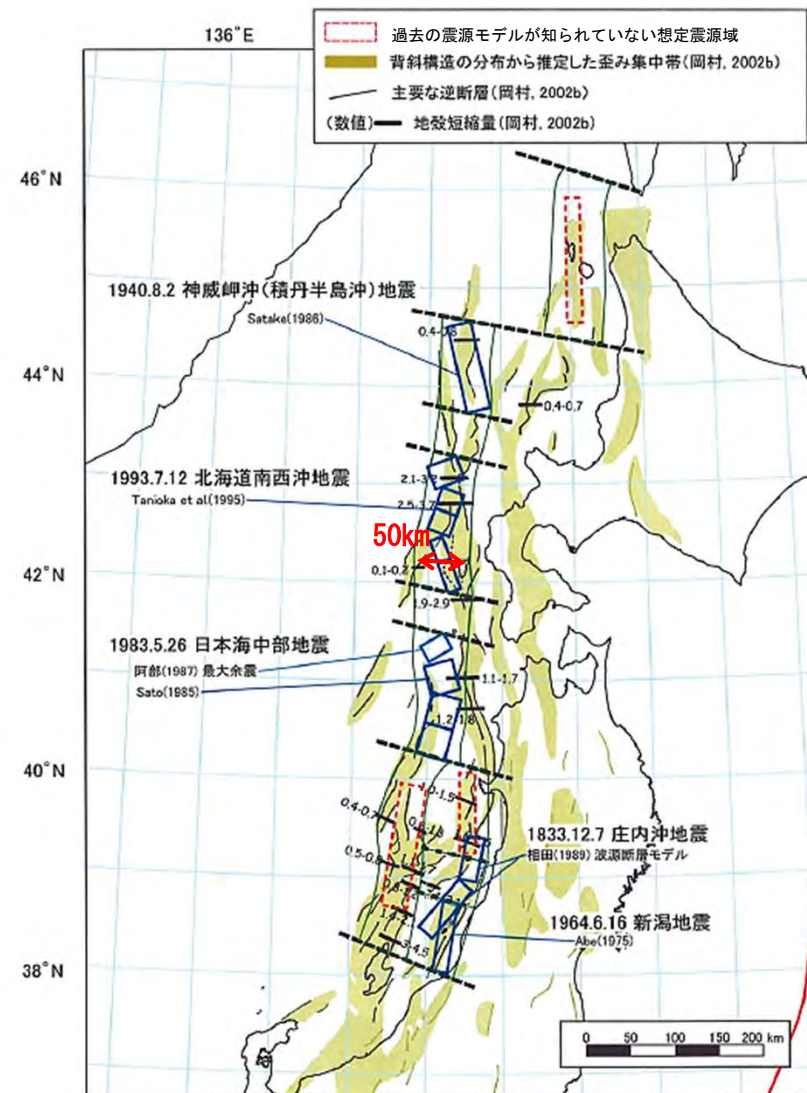 136°E
過去の震源モデルが知られていない想定震源域
背斜構造の分布から推定した歪み集中帯(岡村, 2002b)
主要な逆断層(岡村, 2002b)
(数値) 地殻短縮量(岡村, 2002b)
46°N
1940.8.2 神威岬沖(積丹半島沖)地震
Satake(1986)
44°N
0.4-0.7
1993.7.12 北海道南西沖地震
Tanioka et al(1995)
50km
42°N
0.1-0.2
1.9-2.9
1983.5.26 日本海中部地震
阿部(1987) 最大余震
Sato(1985)
1.1-1.7
40°N
0.4-0.7
1833.12.7 庄内沖地震
相田(1989) 波源断層モデル
1964.6.16 新潟地震
Abe(1975)
38°N
0 50 100 150 200 km